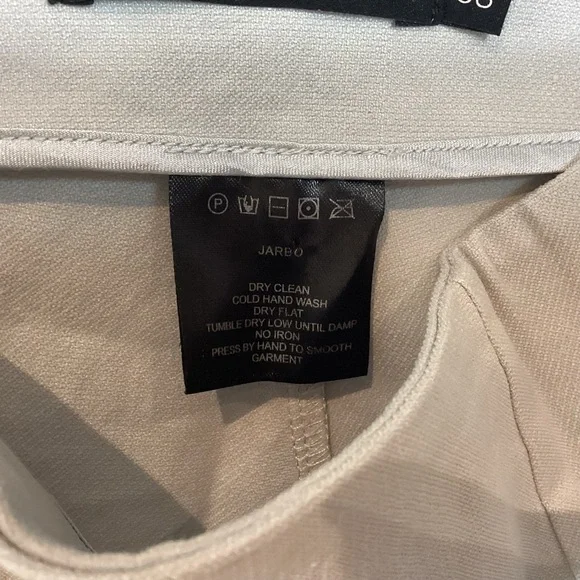 P
JARBO
DRY CLEAN
COLD HAND WASH
DRY FLAT
TUMBLE DRY LOW UNTIL DAMP
NO IRON
PRESS BY HAND TO SMOOTH
GARMENT